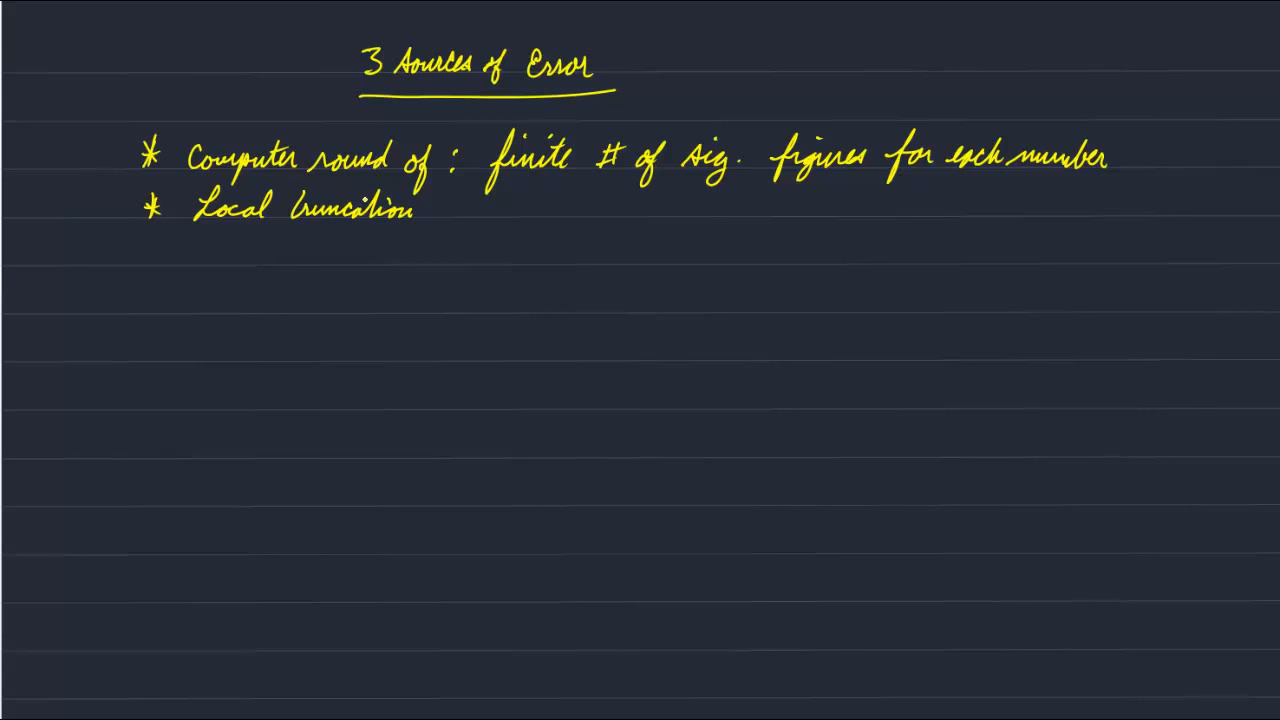 3 Sources of Error
* Computer round of : finite # of sig. figures for each number
* Local truncation